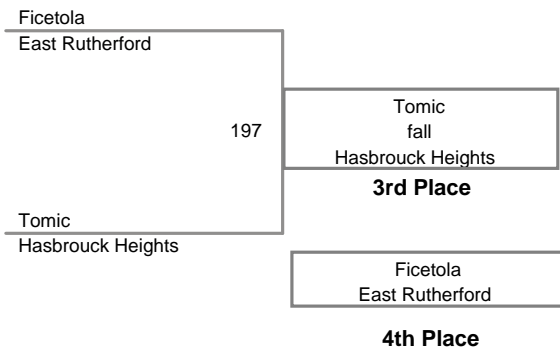 Ficetola
East Rutherford
197
Tomic
fall
Hasbrouck Heights
3rd Place
Tomic
Hasbrouck Heights
Ficetola
East Rutherford
4th Place